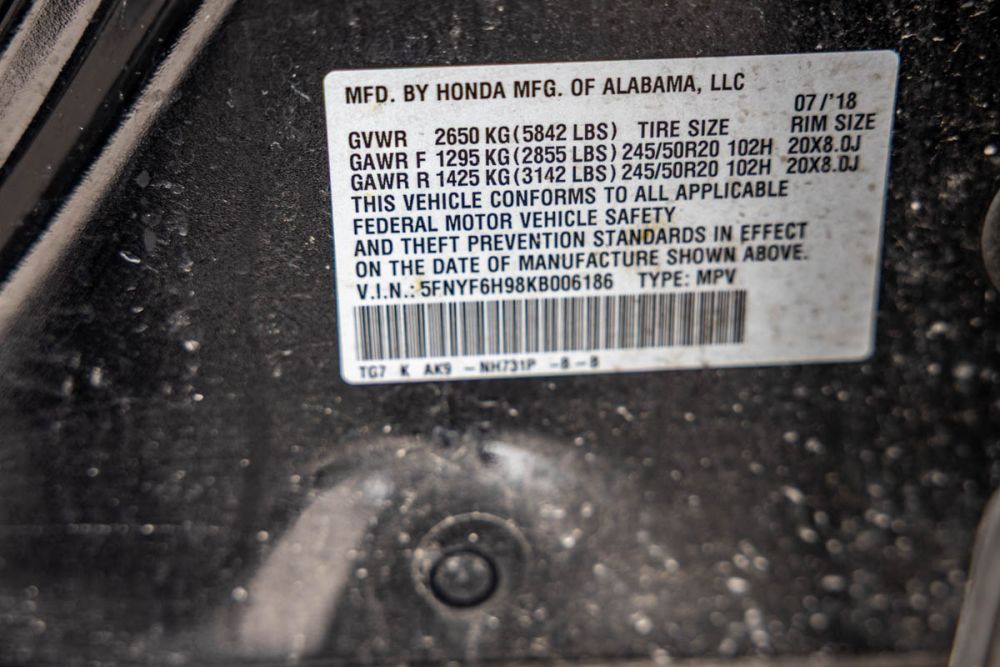 MFD. BY HONDA MFG. OF ALABAMA, LLC
07/'18
GVWR 2650 KG (5842 LBS) TIRE SIZE RIM SIZE
GAWR F 1295 KG (2855 LBS) 245/50R20 102H 20X8.0J
GAWR R 1425 KG (3142 LBS) 245/50R20 102H 20X8.0J
THIS VEHICLE CONFORMS TO ALL APPLICABLE
FEDERAL MOTOR VEHICLE SAFETY
AND THEFT PREVENTION STANDARDS IN EFFECT
ON THE DATE OF MANUFACTURE SHOWN ABOVE.
V.I.N.: 5FNYF6H98KB006186 TYPE: MPV
TG7 K AK9 - NH731P -B-B